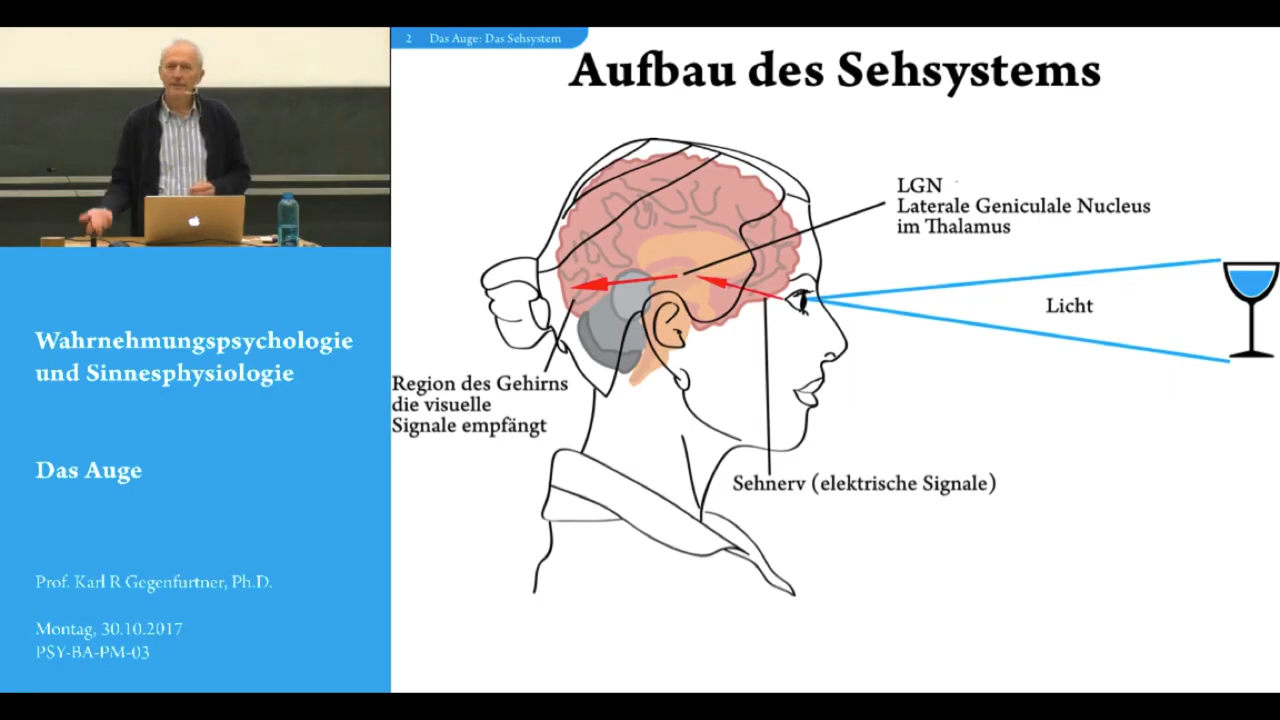 2 Das Auge: Das Sehsystem
Aufbau des Sehsystems
LGN
Laterale Geniculale Nucleus
im Thalamus
Licht
Region des Gehirns
die visuelle
Signale empfängt
Sehnerv (elektrische Signale)
Wahrnehmungspsychologie
und Sinnesphysiologie
Das Auge
Prof. Karl R Gegenfurtner, Ph.D.
Montag, 30.10.2017
PSY-BA-PM-03